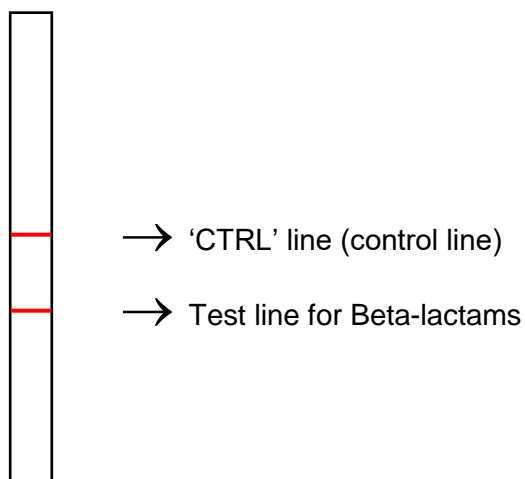 → ‘CTRL’ line (control line)
→ Test line for Beta-lactams